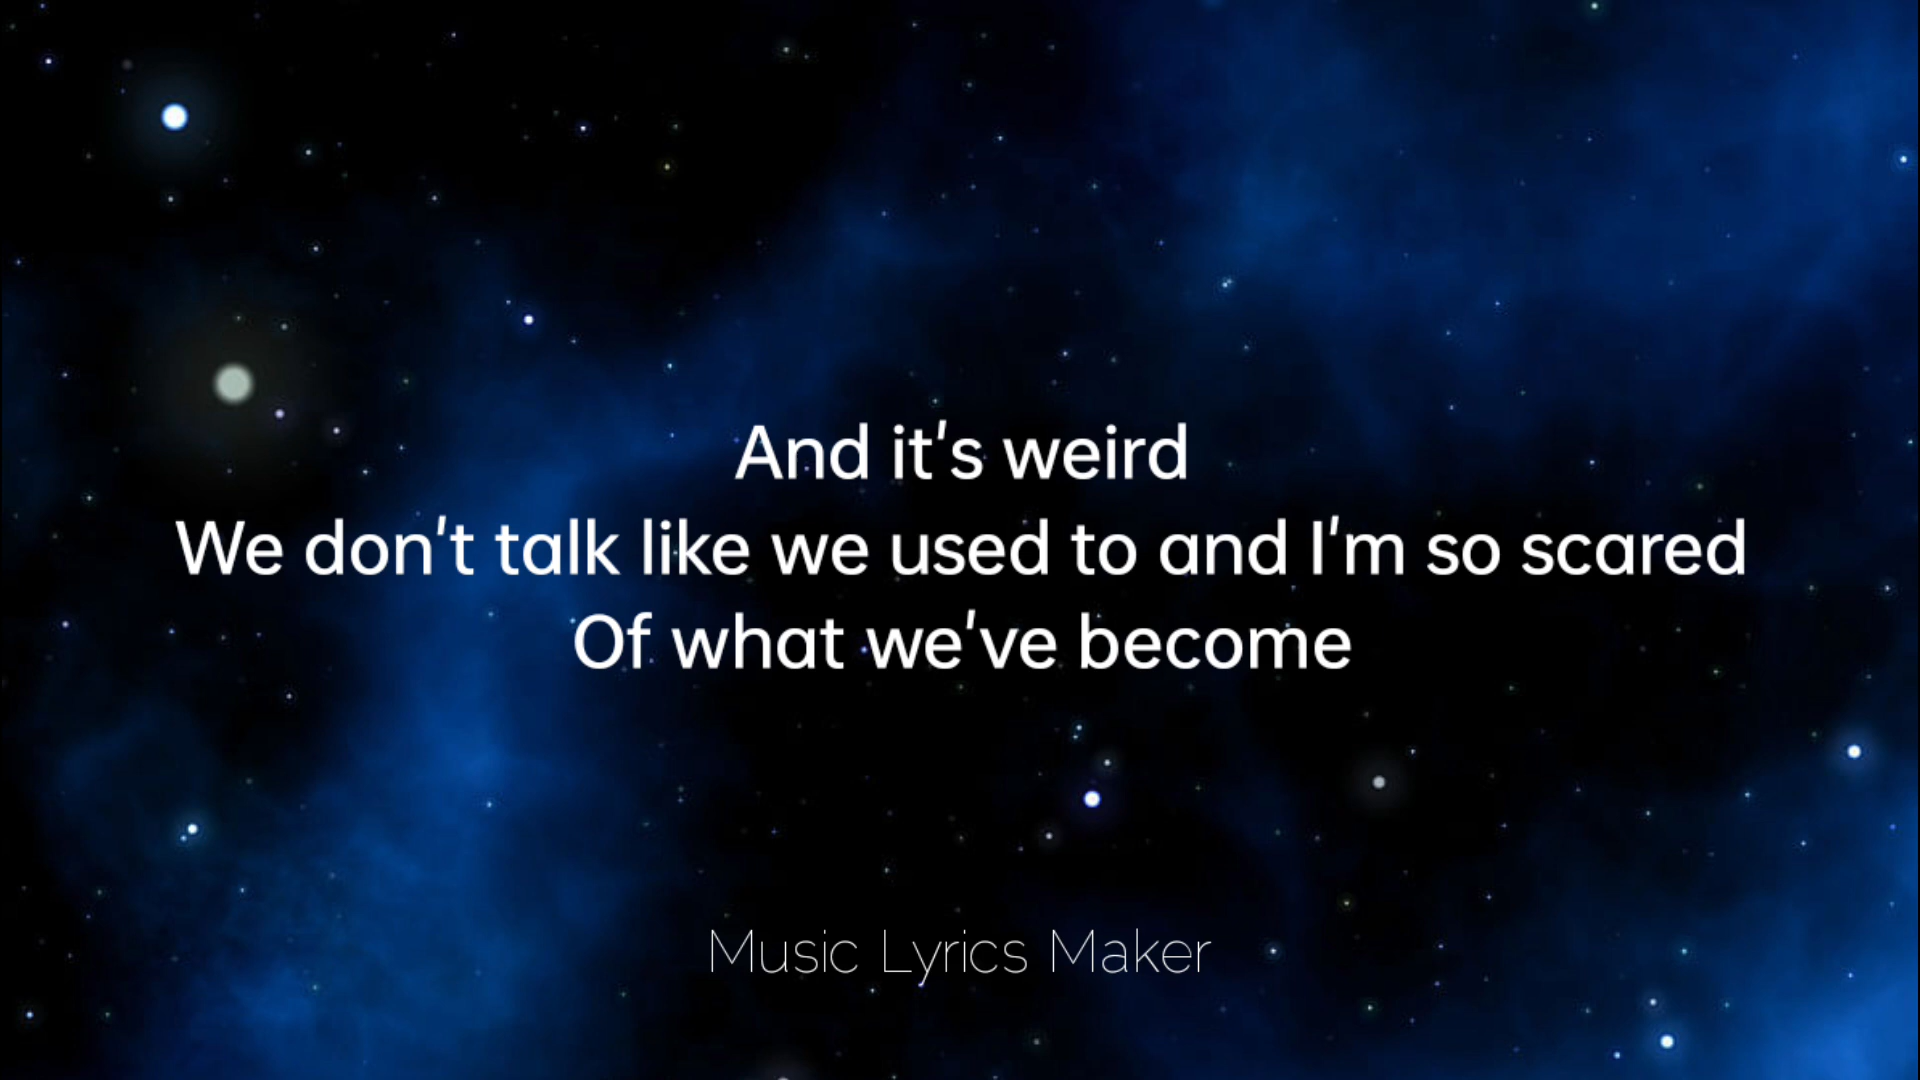 And it's weird
We don't talk like we used to and I'm so scared
Of what we've become
Music Lyrics Maker